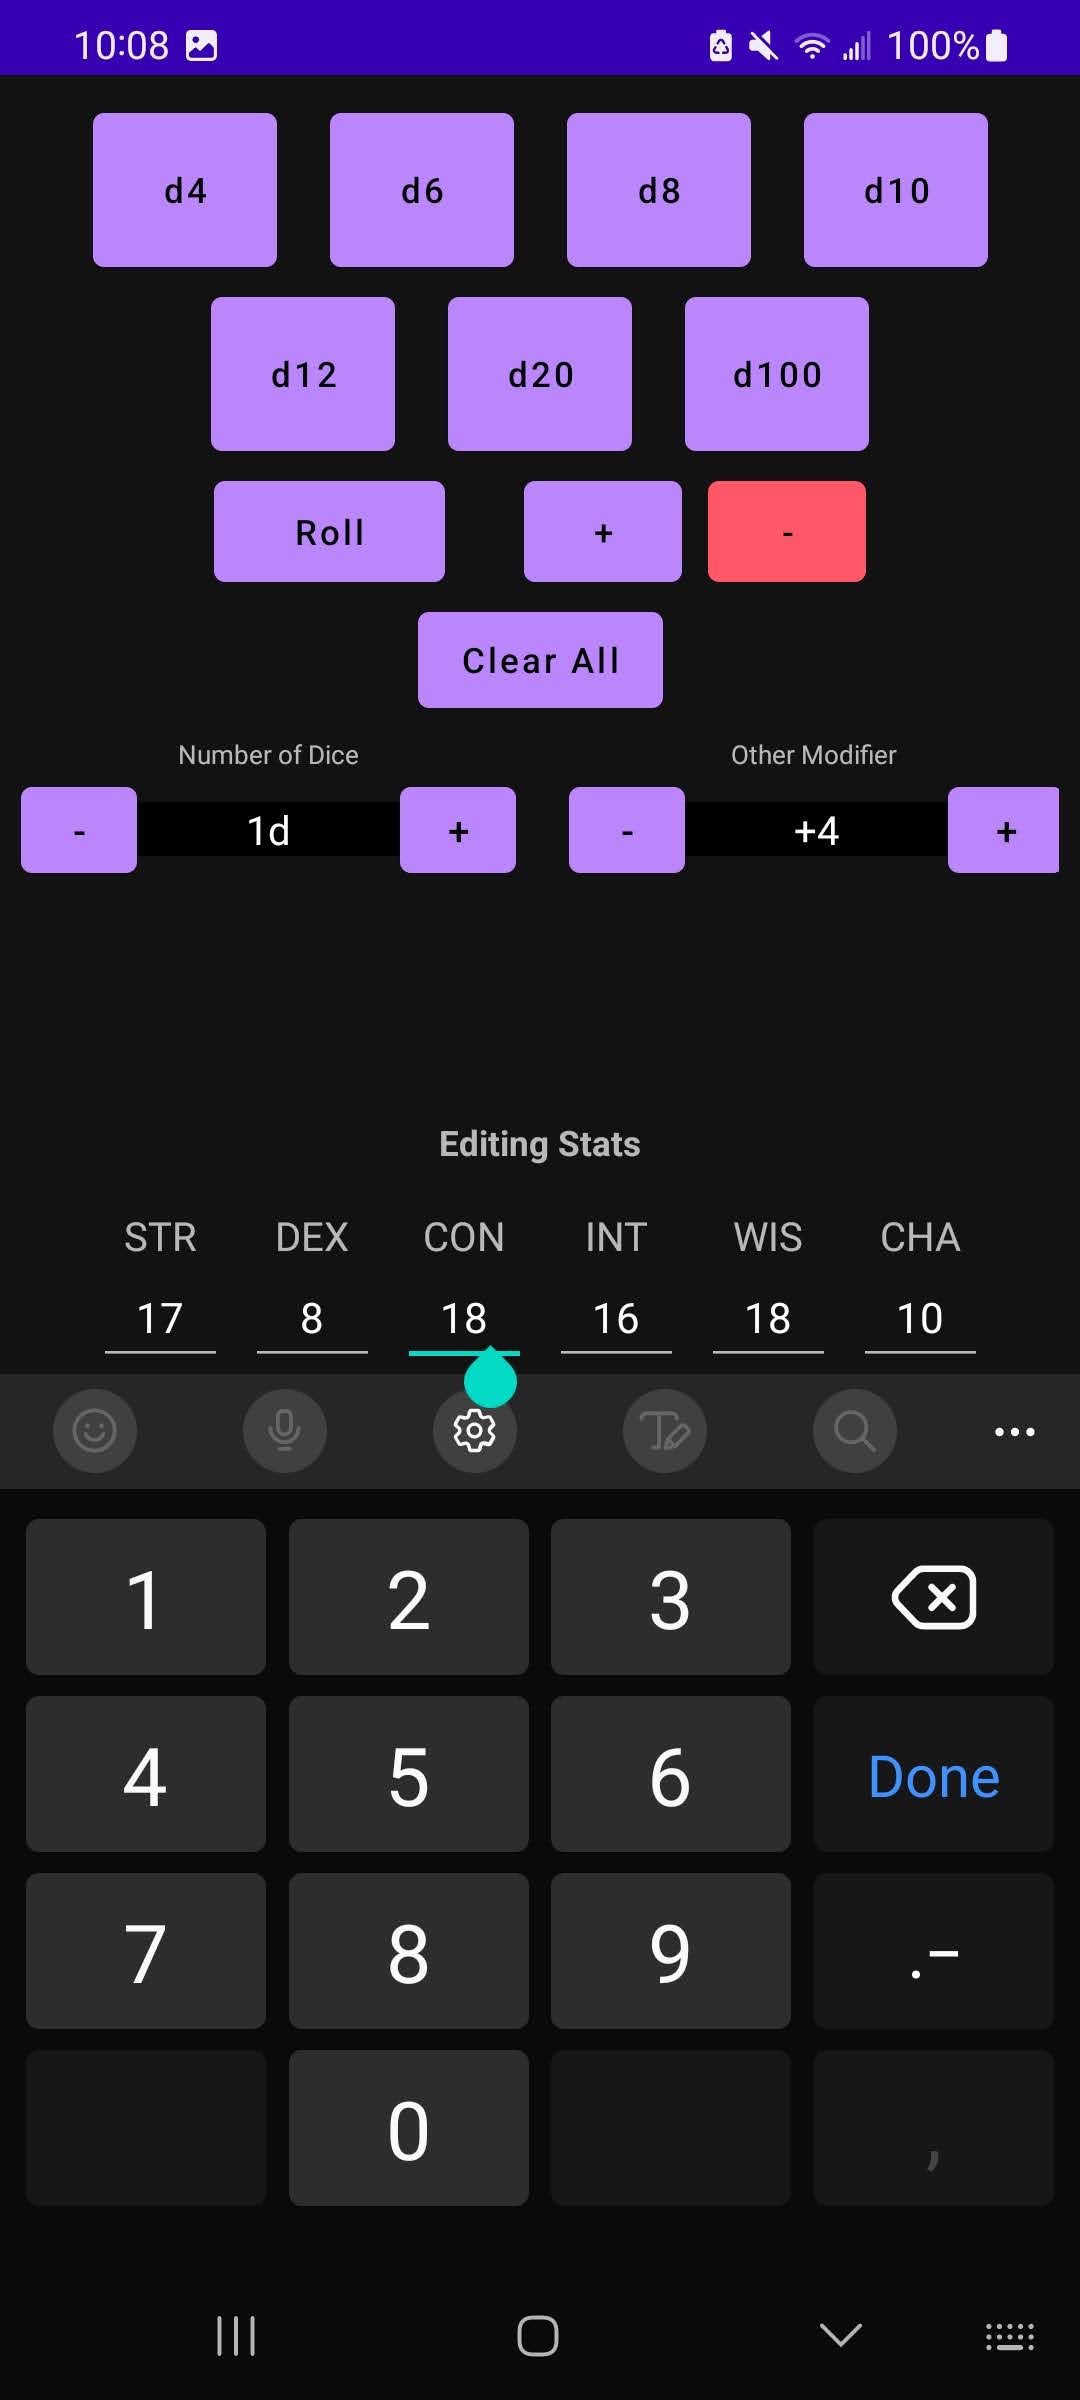 10:08 100%
d4 d6 d8 d10
d12 d20 d100
Roll + -
Clear All
Number of Dice Other Modifier
- 1d + - +4 +
Editing Stats
STR DEX CON INT WIS CHA
17 8 18 16 18 10
1 2 3
4 5 6 Done
7 8 9 .-
0 ,